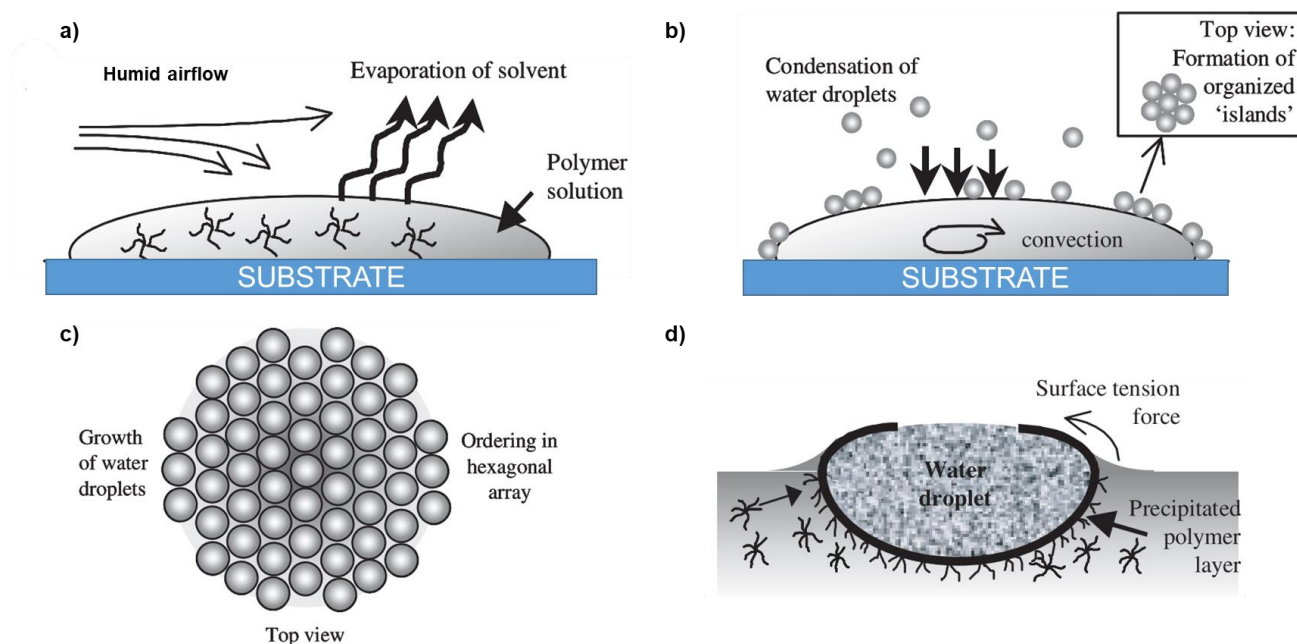 a)
Humid airflow
Evaporation of solvent
Polymer
solution
SUBSTRATE
b)
Condensation of
water droplets
Top view:
Formation of
organized
‘islands’
convection
SUBSTRATE
c)
Growth
of water
droplets
Ordering in
hexagonal
array
Top view
d)
Surface tension
force
Water
droplet
Precipitated
polymer
layer